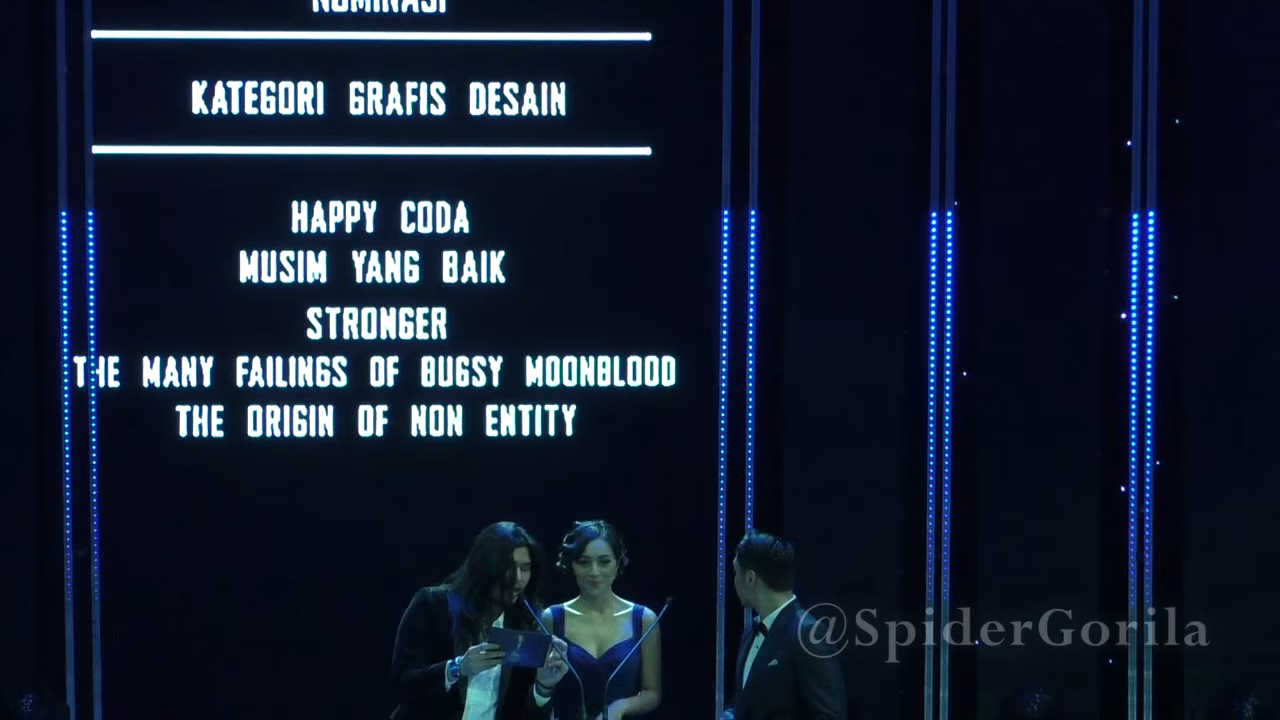 NOMINASI
KATEGORI GRAFIS DESAIN
HAPPY CODA
MUSIM YANG BAIK
STRONGER
THE MANY FAILINGS OF BUGSY MOONBLOOD
THE ORIGIN OF NON ENTITY
@SpiderGorila